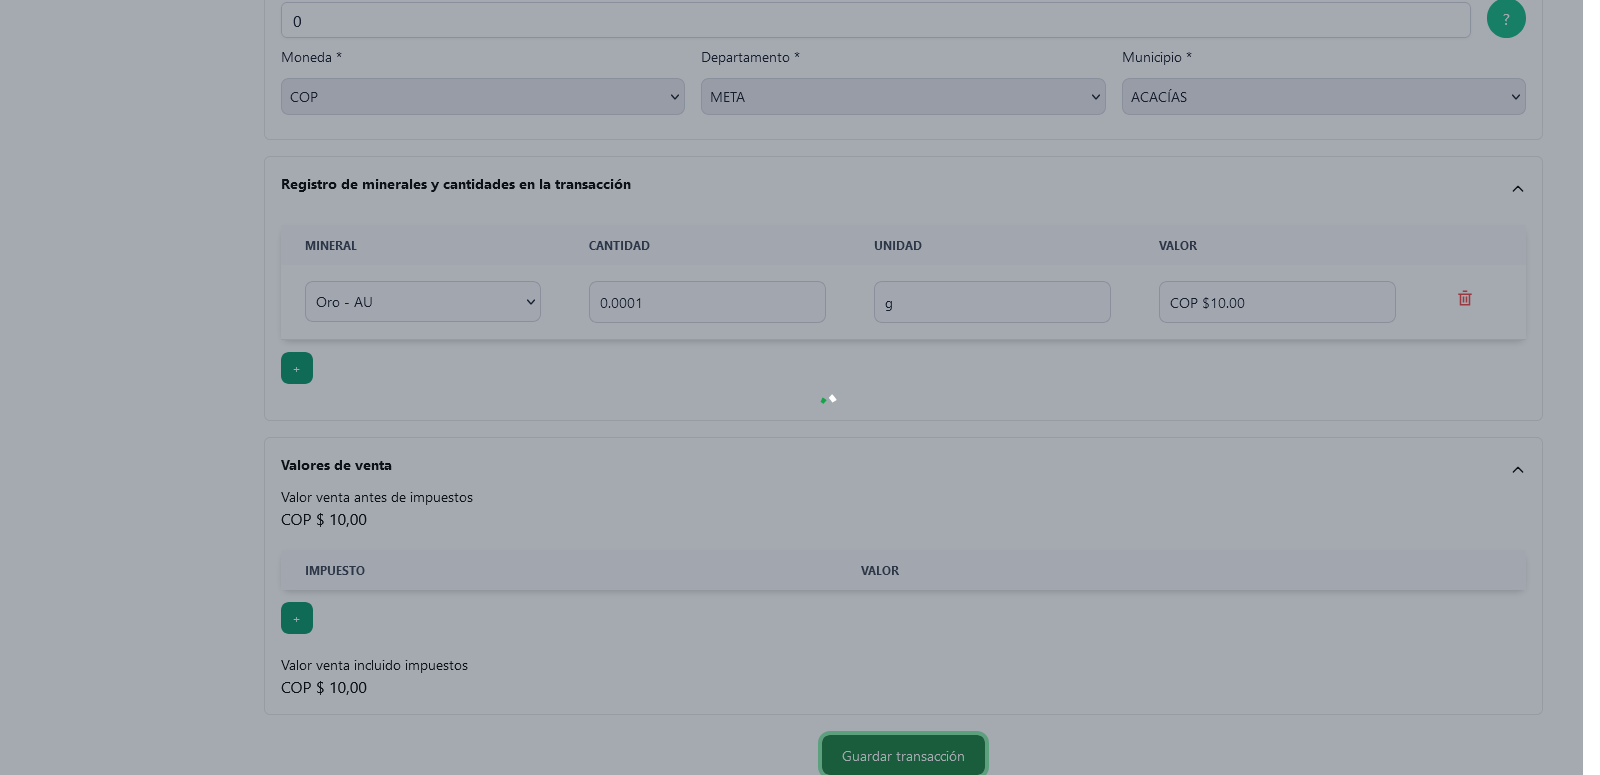 0
?
Moneda * Departamento * Municipio *
COP META ACACÍAS
Registro de minerales y cantidades en la transacción
MINERAL CANTIDAD UNIDAD VALOR
Oro - AU 0.0001 g COP $10.00
+
Valores de venta
Valor venta antes de impuestos
COP $ 10,00
IMPUESTO VALOR
+
Valor venta incluido impuestos
COP $ 10,00
Guardar transacción